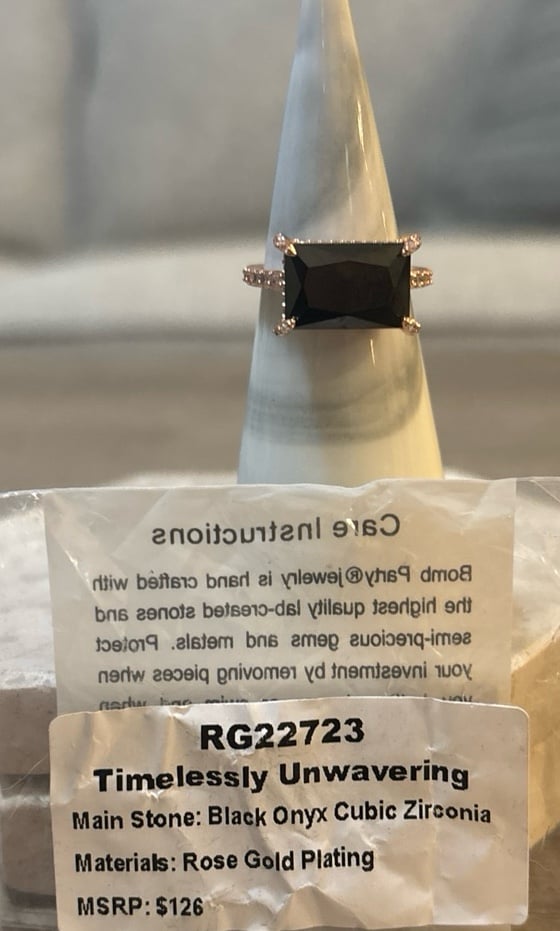 Care Instructions
Bomb Party® jewelry is hand crafted with
the highest quality lab-created stones and
semi-precious gems and metals. Protect
your investment by removing pieces when
RG22723
Timelessly Unwavering
Main Stone: Black Onyx Cubic Zirconia
Materials: Rose Gold Plating
MSRP: $126